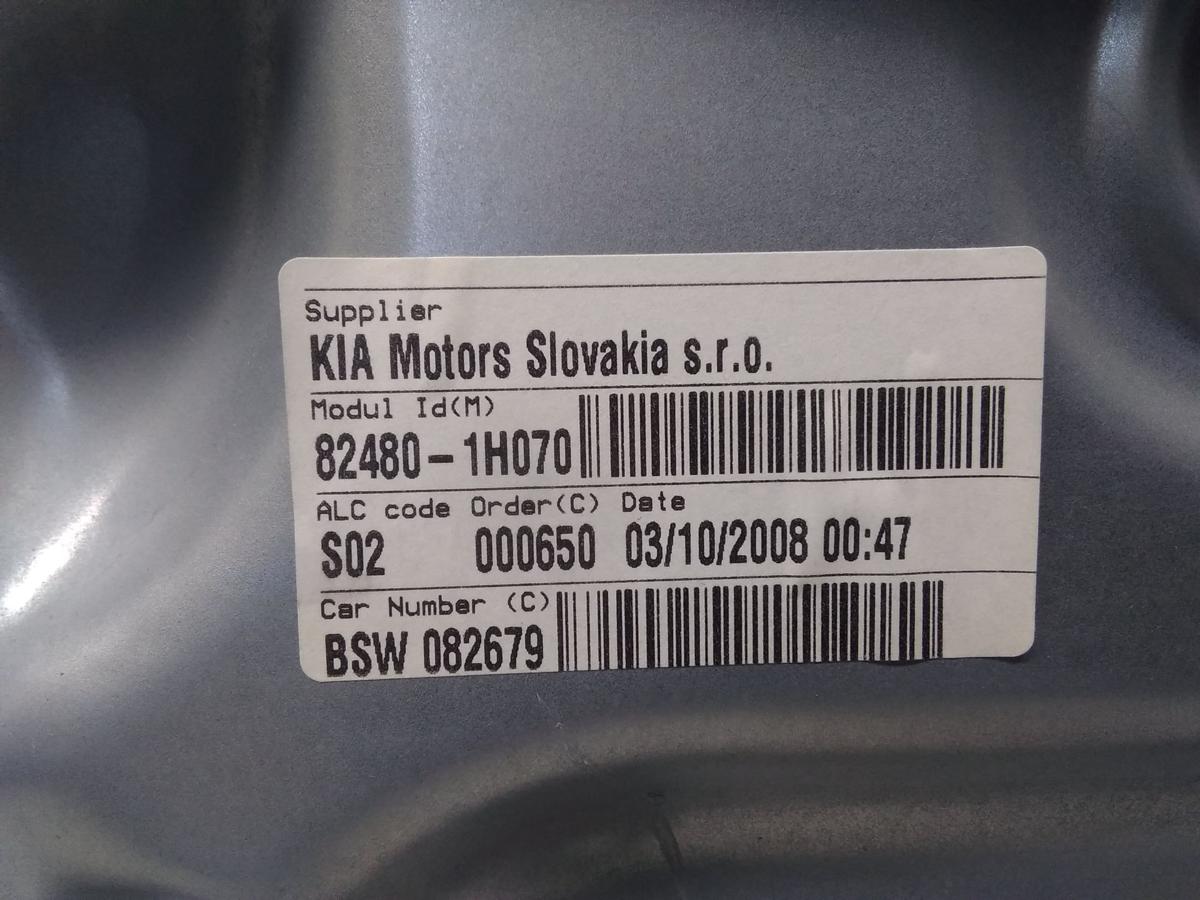 Supplier
KIA Motors Slovakia s.r.o.
Modul Id(M)
82480-1H070
ALC code Order(C) Date
S02 000650 03/10/2008 00:47
Car Number (C)
BSW 082679